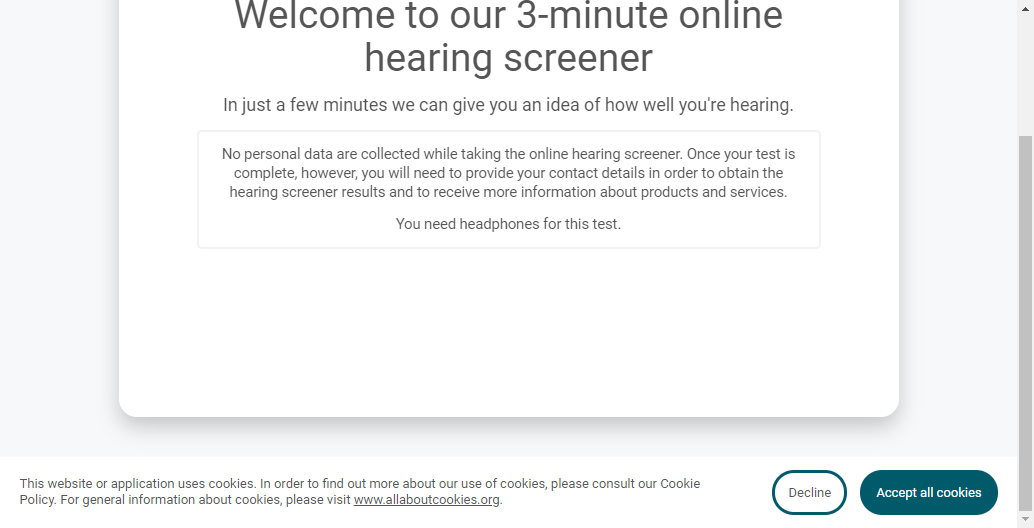 Welcome to our 3-minute online
hearing screener
In just a few minutes we can give you an idea of how well you're hearing.
No personal data are collected while taking the online hearing screener. Once your test is
complete, however, you will need to provide your contact details in order to obtain the
hearing screener results and to receive more information about products and services.
You need headphones for this test.
This website or application uses cookies. In order to find out more about our use of cookies, please consult our Cookie
Policy. For general information about cookies, please visit www.allaboutcookies.org.
Decline
Accept all cookies